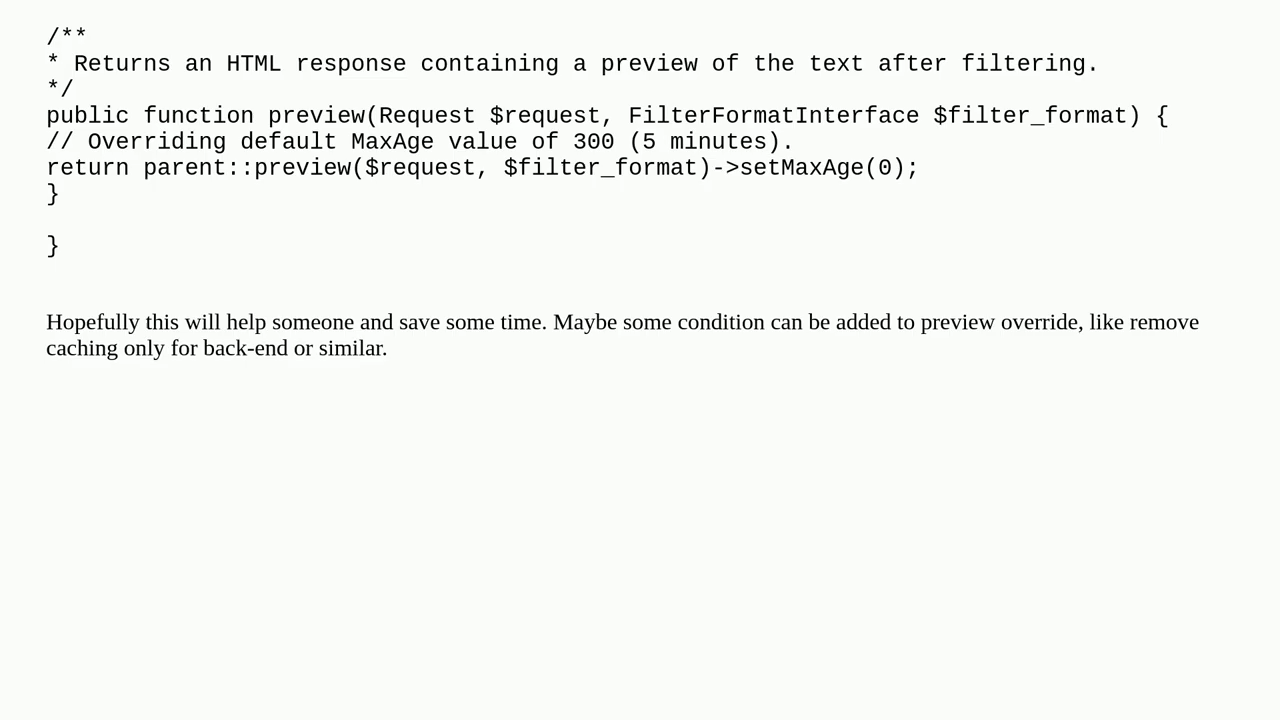 /**
* Returns an HTML response containing a preview of the text after filtering.
*/
public function preview(Request $request, FilterFormatInterface $filter_format) {
// Overriding default MaxAge value of 300 (5 minutes).
return parent::preview($request, $filter_format)->setMaxAge(0);
}
}
Hopefully this will help someone and save some time. Maybe some condition can be added to preview override, like remove
caching only for back-end or similar.